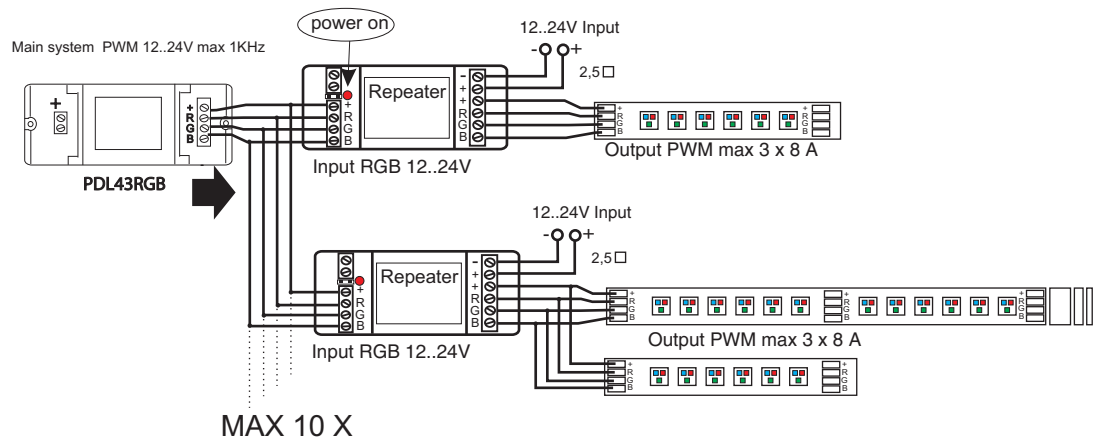 power on
12..24V Input
- +
2,5
Main system PWM 12..24V max 1KHz
+
+
R
G
B
PDL43RGB
Repeater
+
R
G
B
-
+
+
R
G
B
+
R
G
B
Input RGB 12..24V
Output PWM max 3 x 8 A
12..24V Input
- +
2,5
Repeater
+
R
G
B
-
+
+
R
G
B
+
R
G
B
+
R
G
B
Input RGB 12..24V
Output PWM max 3 x 8 A
+
R
G
B
+
R
G
B
MAX 10 X